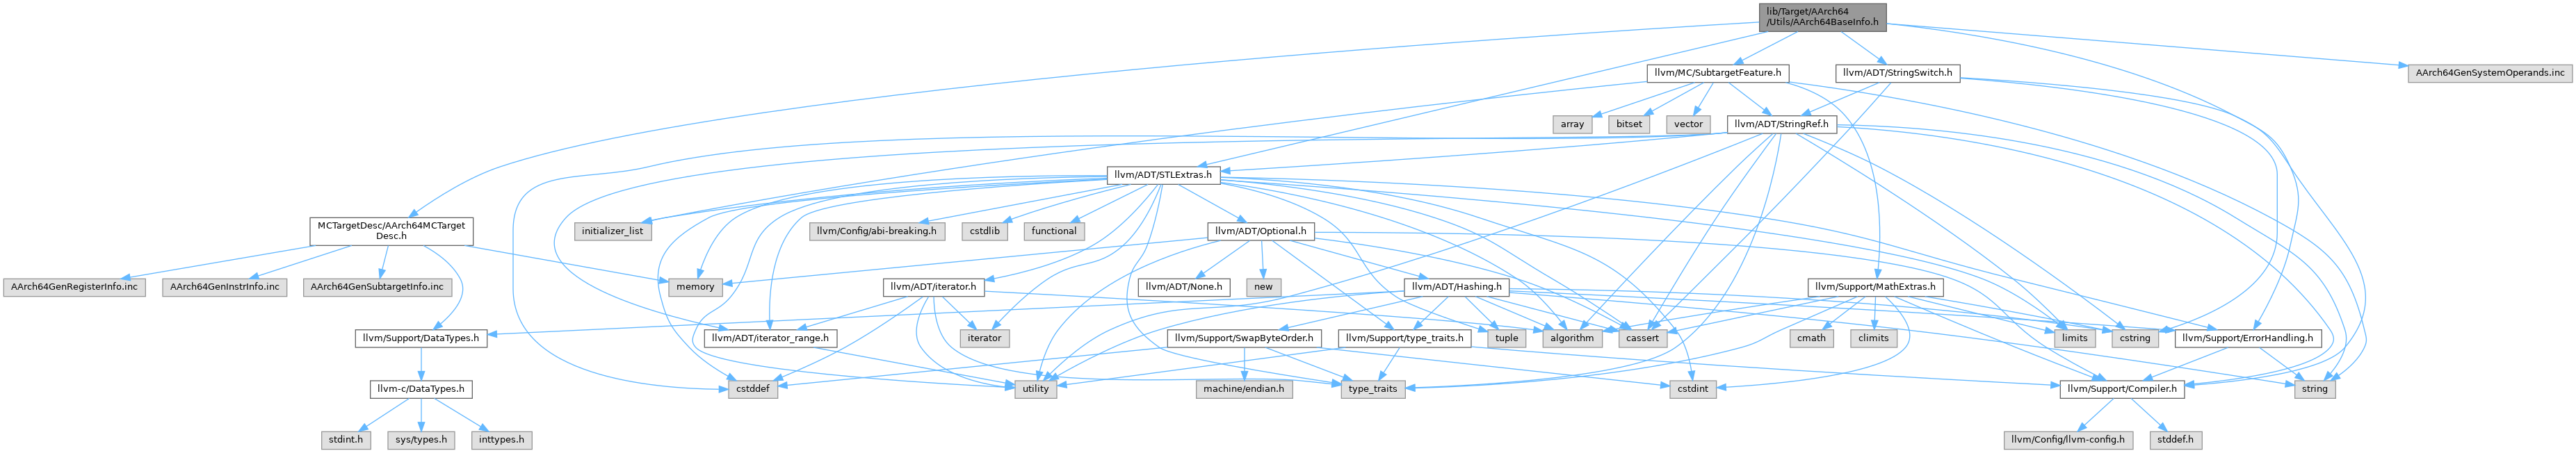 lib/Target/AArch64
/Utils/AArch64BaseInfo.h
llvm/MC/SubtargetFeature.h
llvm/ADT/StringSwitch.h
AArch64GenSystemOperands.inc
array
bitset
vector
llvm/ADT/StringRef.h
llvm/ADT/STLExtras.h
MCTargetDesc/AArch64MCTarget
Desc.h
initializer_list
llvm/Config/abi-breaking.h
cstdlib
functional
llvm/ADT/Optional.h
AArch64GenRegisterInfo.inc
AArch64GenInstrInfo.inc
AArch64GenSubtargetInfo.inc
memory
llvm/ADT/iterator.h
llvm/ADT/None.h
new
llvm/ADT/Hashing.h
llvm/Support/MathExtras.h
llvm/Support/DataTypes.h
llvm/ADT/iterator_range.h
iterator
llvm/Support/SwapByteOrder.h
llvm/Support/type_traits.h
tuple
algorithm
cassert
cmath
climits
limits
cstring
llvm/Support/ErrorHandling.h
llvm-c/DataTypes.h
cstddef
utility
machine/endian.h
type_traits
cstdint
llvm/Support/Compiler.h
string
stdint.h
sys/types.h
inttypes.h
llvm/Config/llvm-config.h
stddef.h